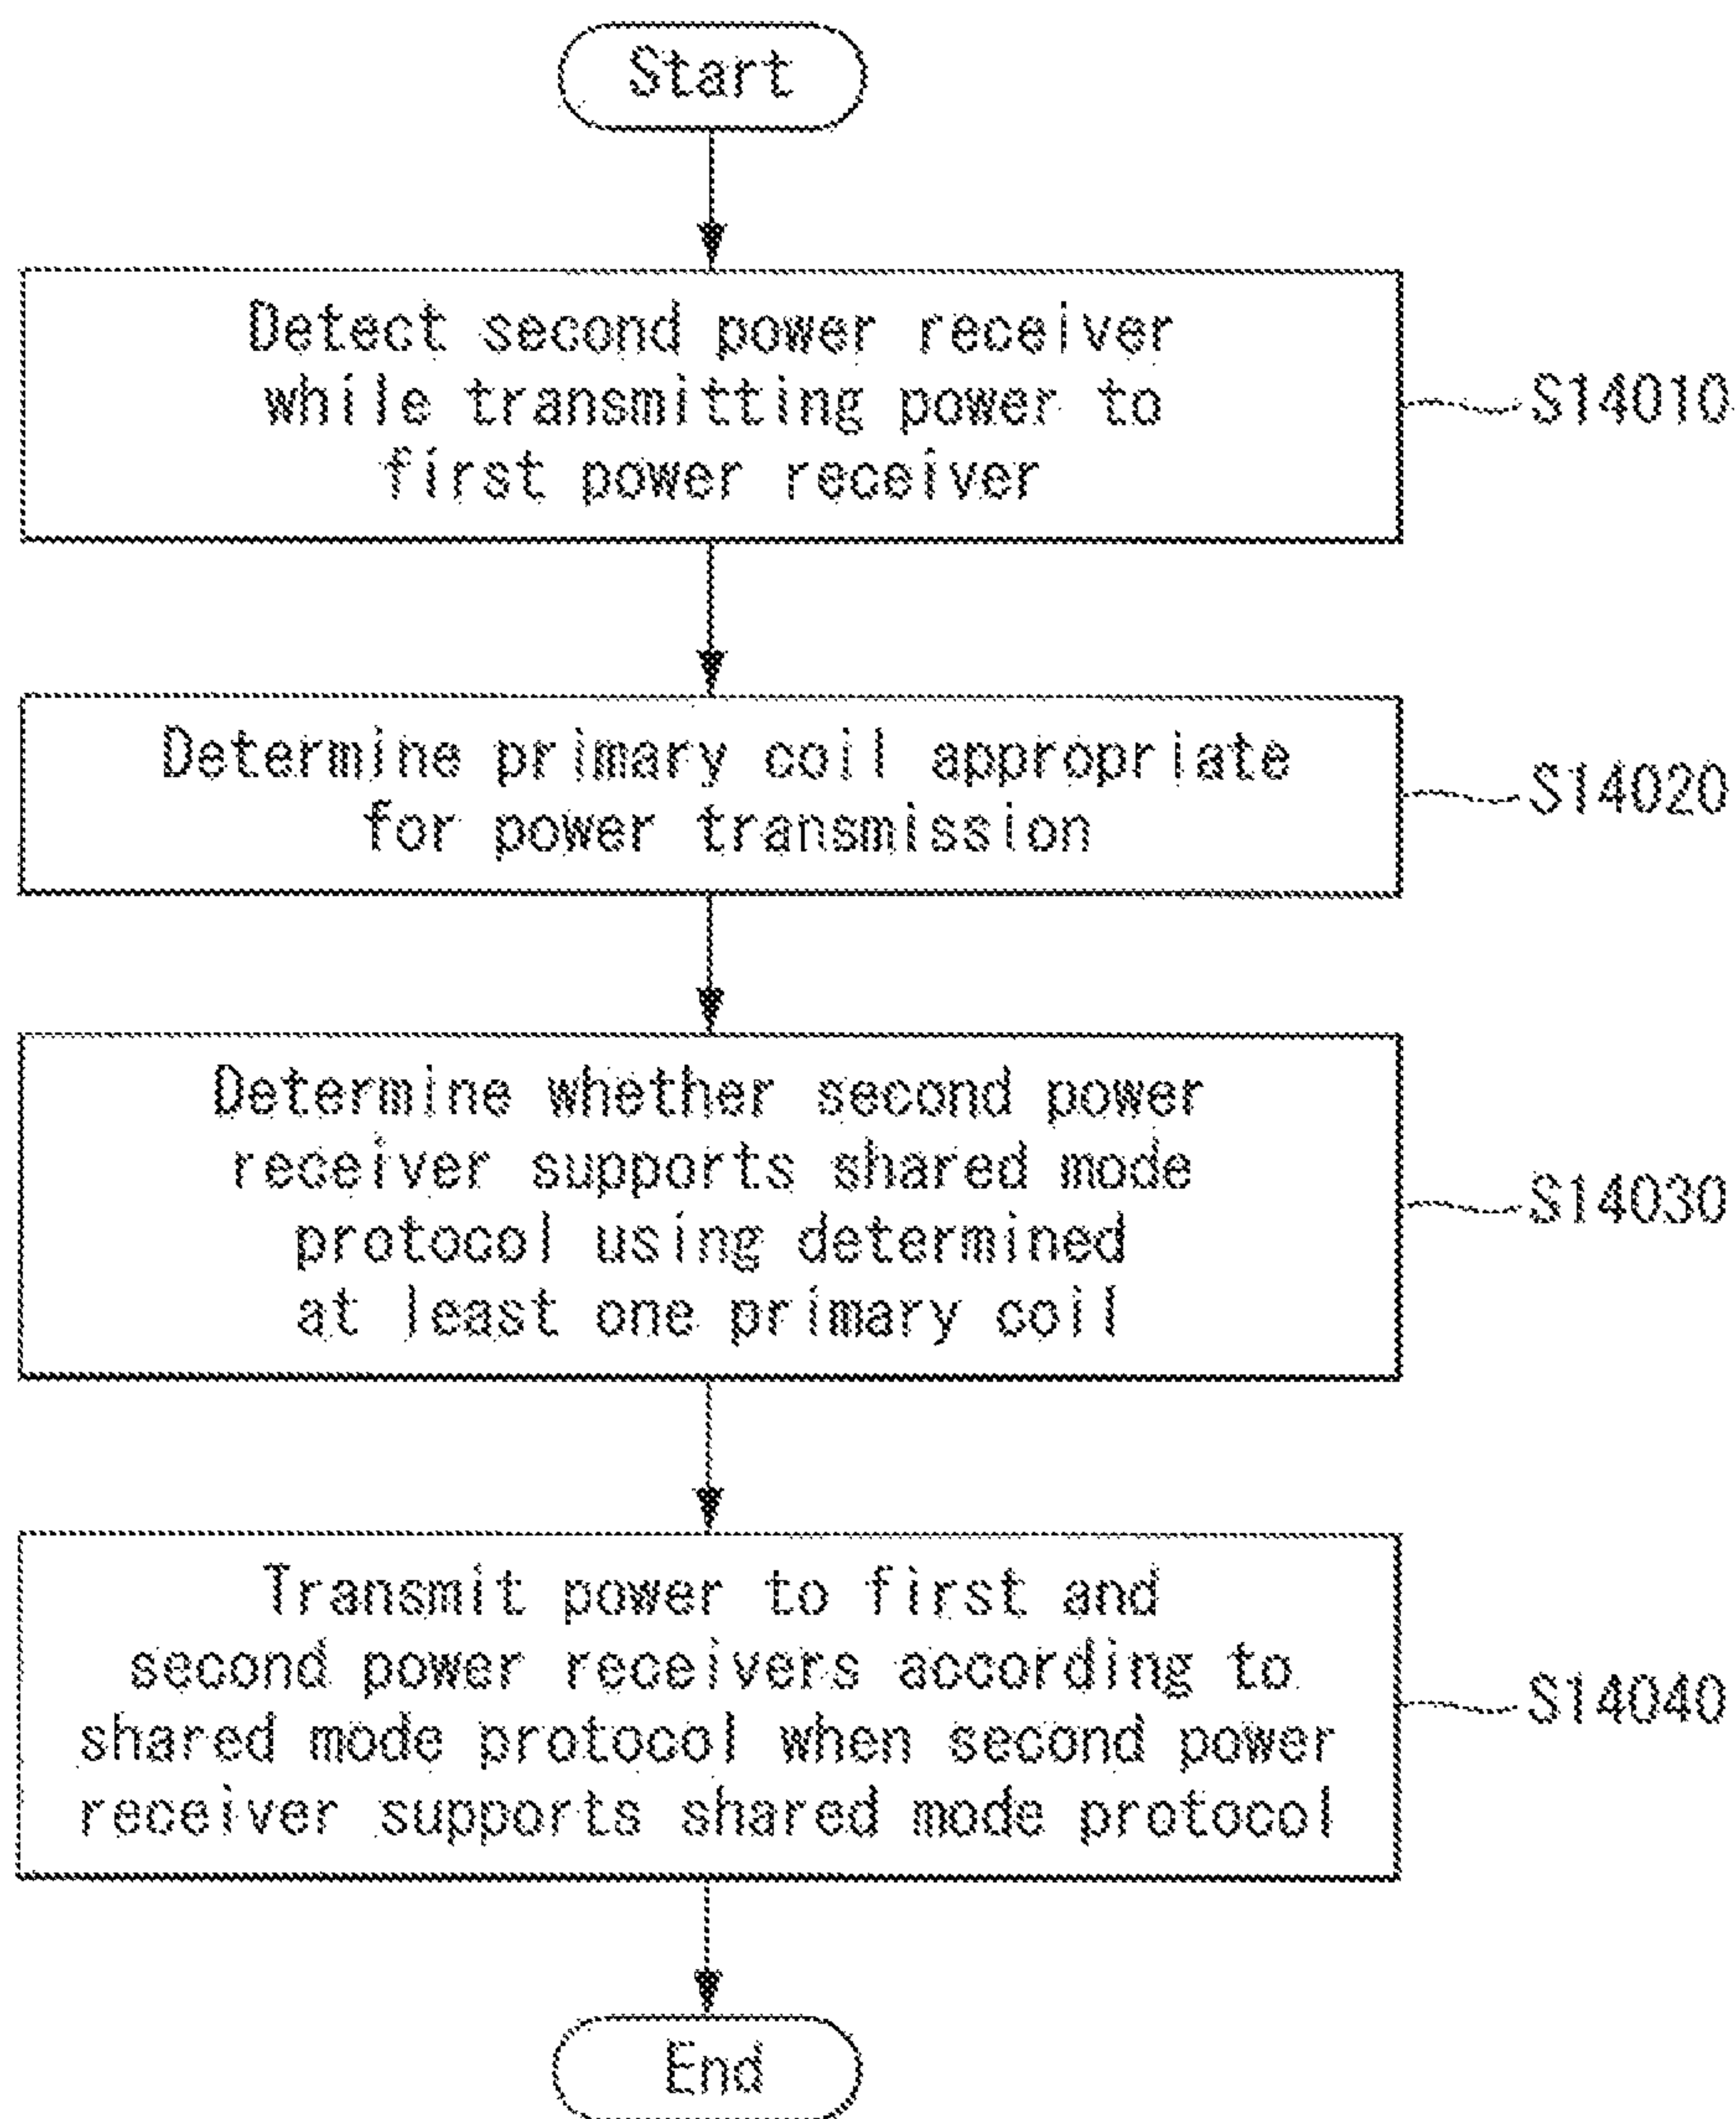 Start
Detect second power receiver
while transmitting power to
first power receiver
S14010
Determine primary coil appropriate
for power transmission
S14020
Determine whether second power
receiver supports shared mode
protocol using determined
at least one primary coil
S14030
Transmit power to first and
second power receivers according to
shared mode protocol when second power
receiver supports shared mode protocol
S14040
End